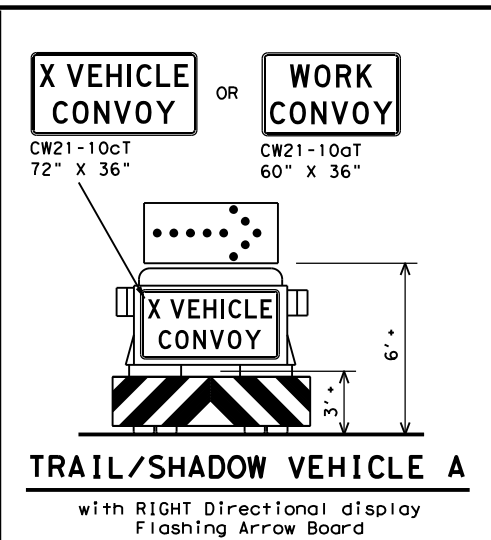 X VEHICLE
CONVOY
OR
WORK
CONVOY
CW21-10cT
72" X 36"
CW21-10aT
60" X 36"
X VEHICLE
CONVOY
6'+
3'+
TRAIL/SHADOW VEHICLE A
with RIGHT Directional display
Flashing Arrow Board